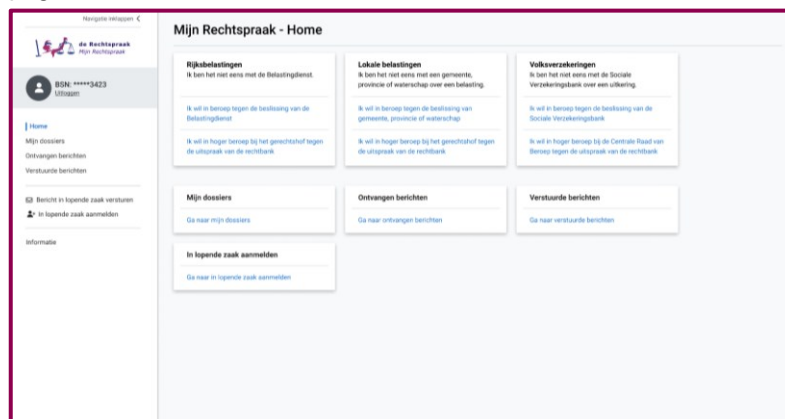 Navigatie inklappen
de Rechtspraak
Mijn Rechtspraak
BSN: *****3423
Uitloggen
Home
Mijn dossiers
Ontvangen berichten
Verstuurde berichten
Bericht in lopende zaak versturen
In lopende zaak aanmelden
Informatie
Mijn Rechtspraak - Home
Rijksbelastingen
Ik ben het niet eens met de Belastingdienst.
Ik wil in beroep tegen de beslissing van de
Belastingdienst
Ik wil in hoger beroep bij het gerechtshof tegen
de uitspraak van de rechtbank
Lokale belastingen
Ik ben het niet eens met een gemeente,
provincie of waterschap over een belasting.
Ik wil in beroep tegen de beslissing van
gemeente, provincie of waterschap
Ik wil in hoger beroep bij het gerechtshof tegen
de uitspraak van de rechtbank
Volksverzekeringen
Ik ben het niet eens met de Sociale
Verzekeringsbank over een uitkering.
Ik wil in beroep tegen de beslissing van de
Sociale Verzekeringsbank
Ik wil in hoger beroep bij de Centrale Raad van
Beroep tegen de uitspraak van de rechtbank
Mijn dossiers
Ga naar mijn dossiers
Ontvangen berichten
Ga naar ontvangen berichten
Verstuurde berichten
Ga naar verstuurde berichten
In lopende zaak aanmelden
Ga naar in lopende zaak aanmelden